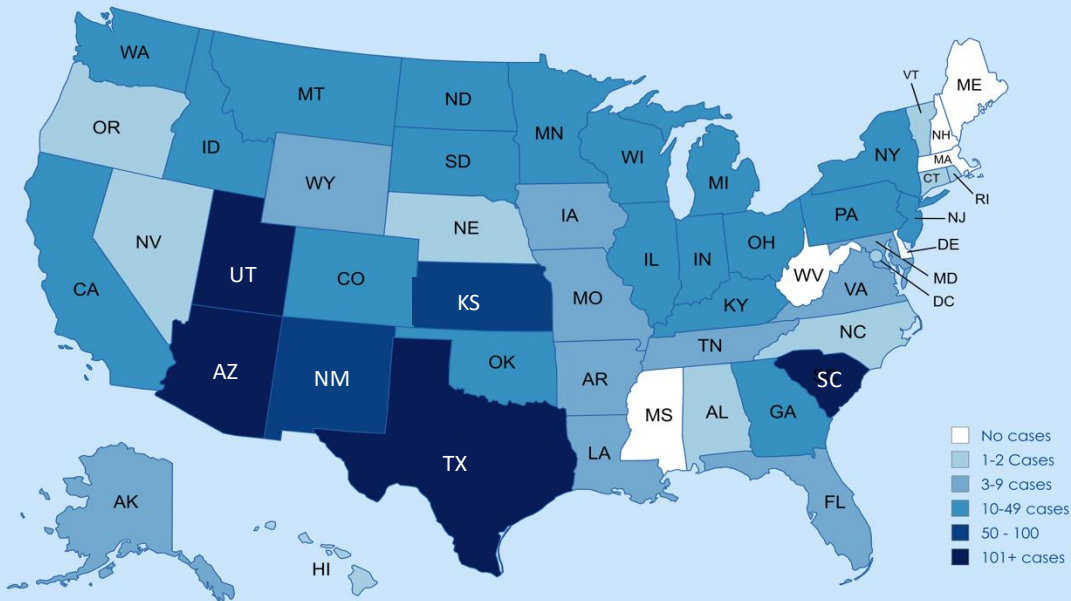 WA
MT
ND
MN
OR
ID
SD
WI
MI
WY
NY
VT
ME
NH
MA
CT
RI
NJ
PA
DE
MD
DC
NV
UT
CO
NE
IA
IL
IN
OH
WV
VA
CA
KS
MO
KY
AZ
NM
OK
AR
TN
NC
SC
TX
LA
MS
AL
GA
FL
AK
HI
No cases
1-2 Cases
3-9 cases
10-49 cases
50 - 100
101+ cases